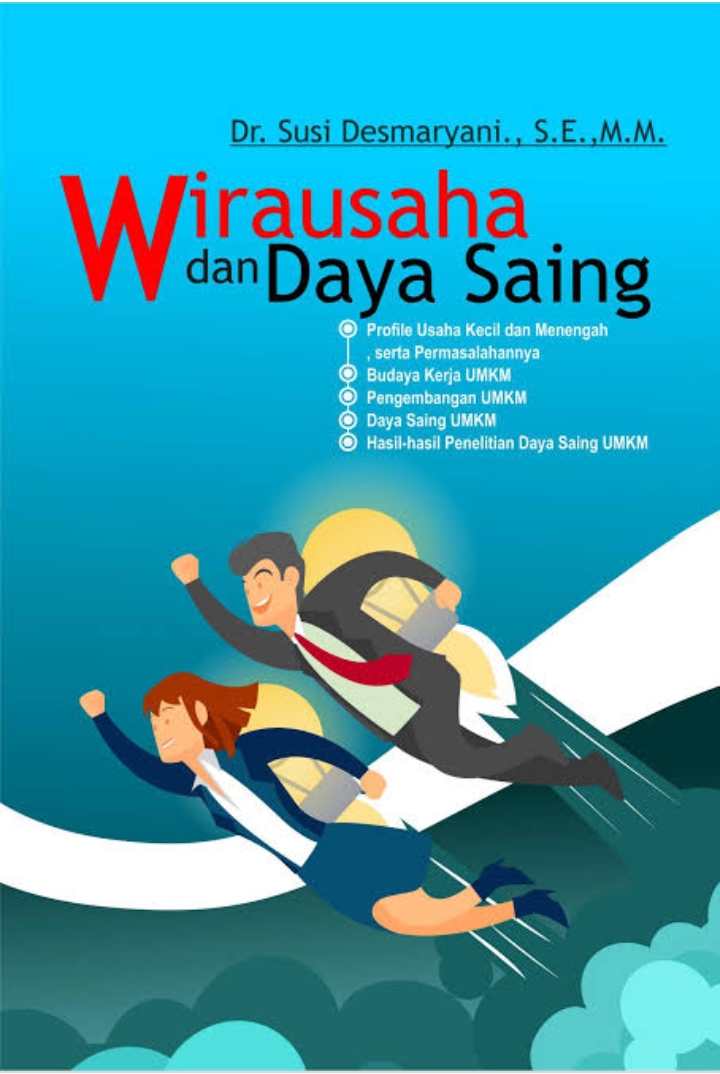 Dr. Susi Desmaryani., S.E.,M.M.
Wirausaha
dan Daya Saing
Profile Usaha Kecil dan Menengah
, serta Permasalahannya
Budaya Kerja UMKM
Pengembangan UMKM
Daya Saing UMKM
Hasil-hasil Penelitian Daya Saing UMKM